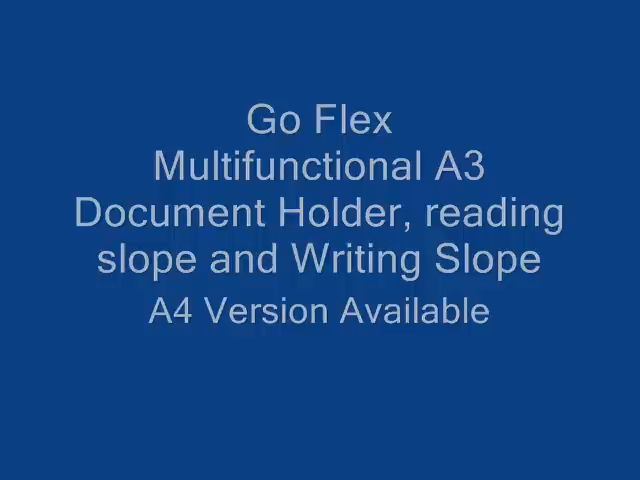 Go Flex
Multifunctional A3
Document Holder, reading
slope and Writing Slope
A4 Version Available